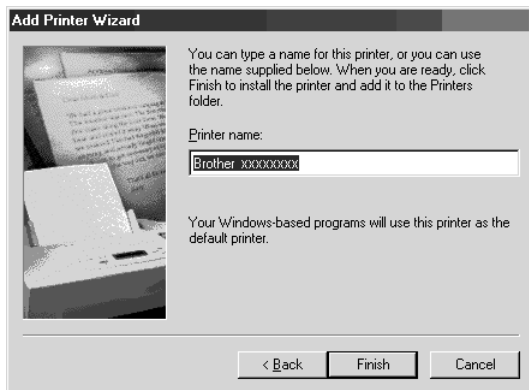 Add Printer Wizard
You can type a name for this printer, or you can use
the name supplied below. When you are ready, click
Finish to install the printer and add it to the Printers
folder.
Printer name:
Brother xxxxxxxx
Your Windows-based programs will use this printer as the
default printer.
< Back
Finish
Cancel